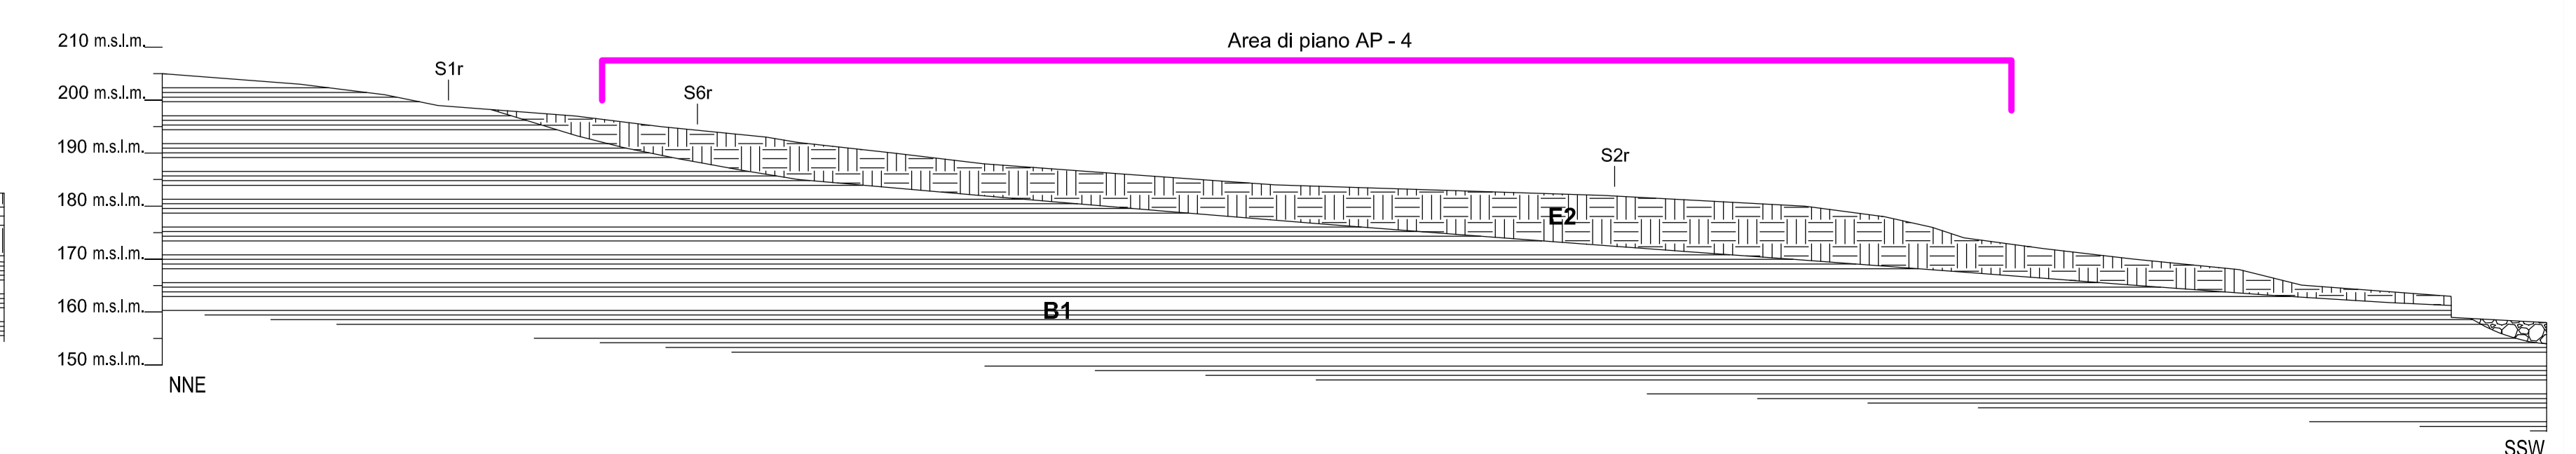 210 m.s.l.m.
Area di piano AP - 4
S1r
200 m.s.l.m.
S6r
190 m.s.l.m.
S2r
180 m.s.l.m.
E2
170 m.s.l.m.
160 m.s.l.m.
B1
150 m.s.l.m.
NNE
SSW